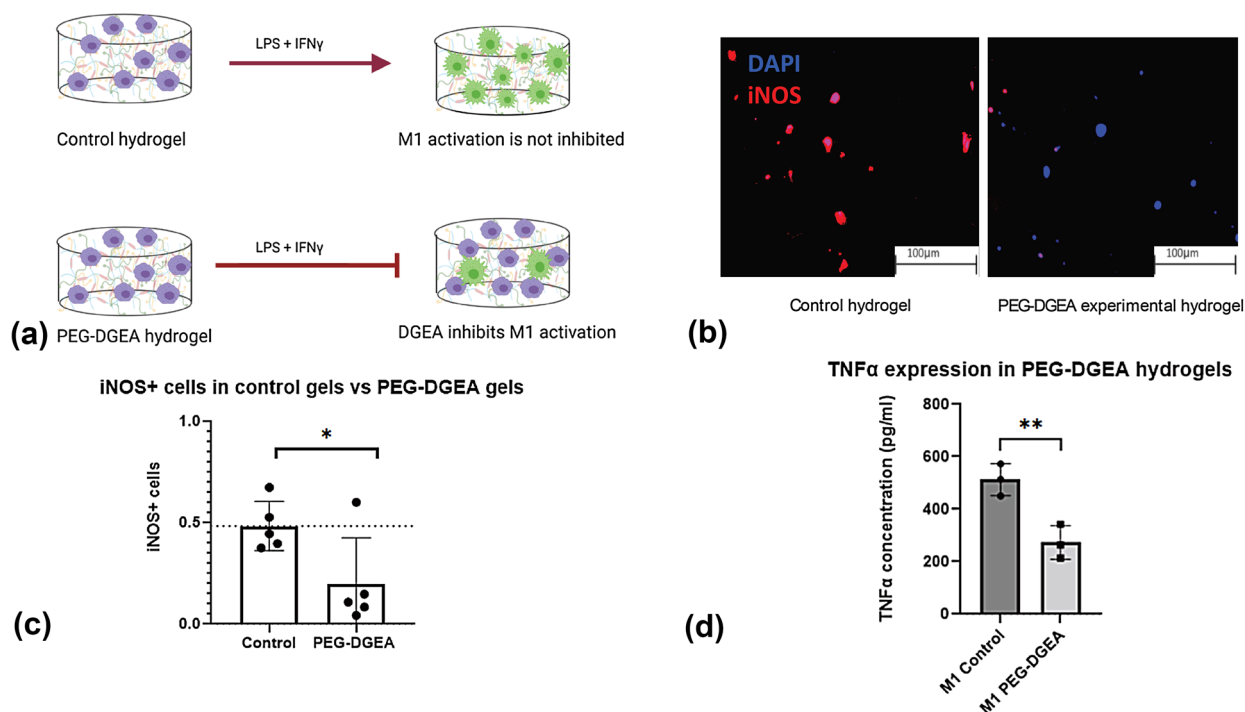 LPS + IFNγ
Control hydrogel
M1 activation is not inhibited
LPS + IFNγ
PEG-DGEA hydrogel
DGEA inhibits M1 activation
(a)
DAPI
iNOS
100µm
100µm
Control hydrogel
PEG-DGEA experimental hydrogel
(b)
iNOS+ cells in control gels vs PEG-DGEA gels
iNOS+ cells
1.0
0.5
0.0
*
Control
PEG-DGEA
(c)
TNFα expression in PEG-DGEA hydrogels
TNFα concentration (pg/ml)
800
600
400
200
0
**
M1 Control
M1 PEG-DGEA
(d)